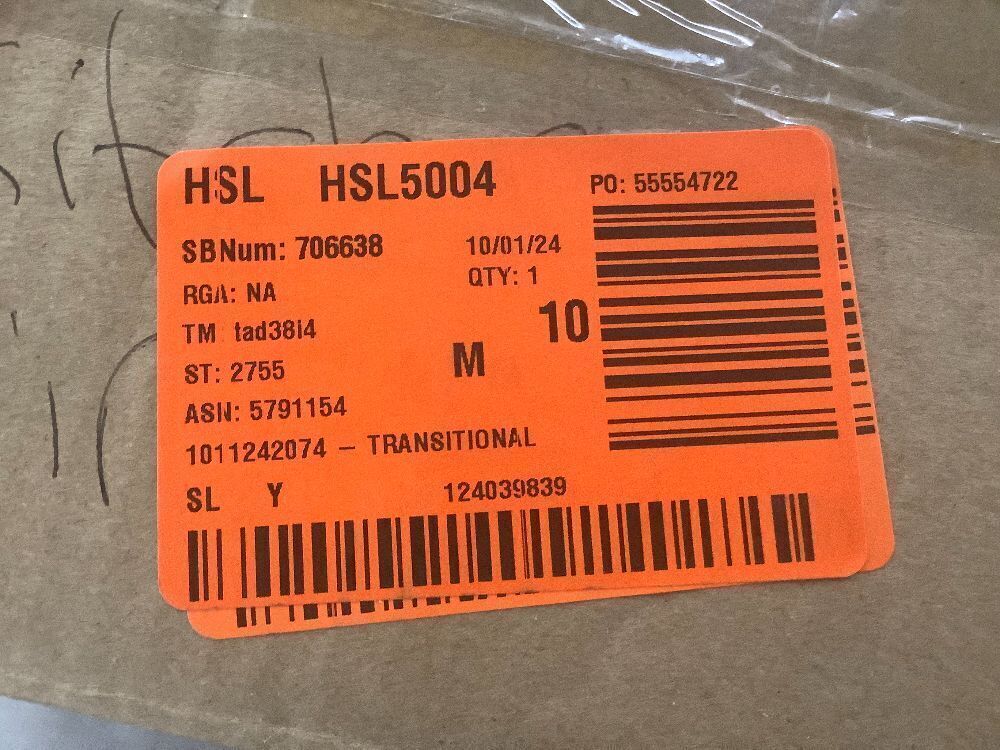 HSL HSL5004
PO: 55554722
SBNum: 706638
10/01/24
RGA: NA
QTY: 1
TM tad38i4
10
ST: 2755
M
ASN: 5791154
1011242074 – TRANSITIONAL
SL Y 124039839